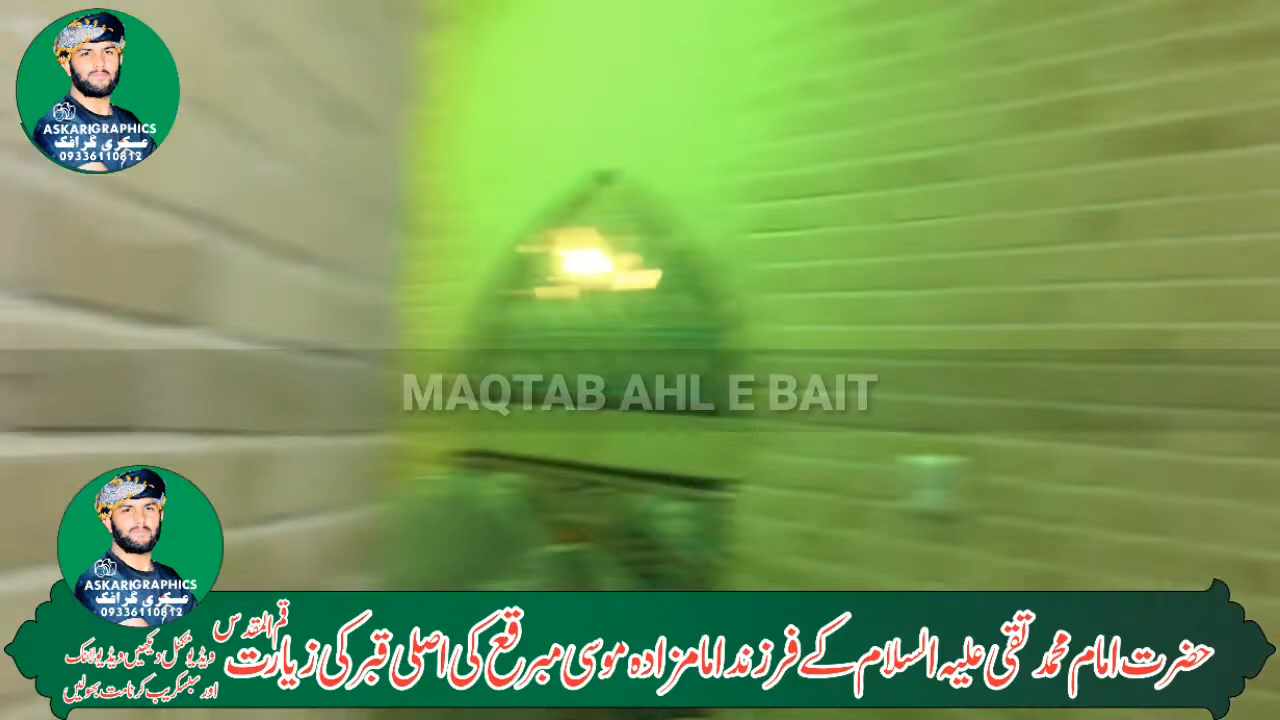 ASKARIGRAPHICS
عسکری گرافک
09336110812
MAQTAB AHL E BAIT
ASKARIGRAPHICS
عسکری گرافک
09336110812
حضرت امام محمد تقی علیہ السلام کے فرزند امامزادہ موسی مبرقع کی اصلی قبر کی زیارت
قم المقدس
ویڈیو مکمل دیکھیں ویڈیو لائک
اور سبسکریب کرنا مت بھولیں